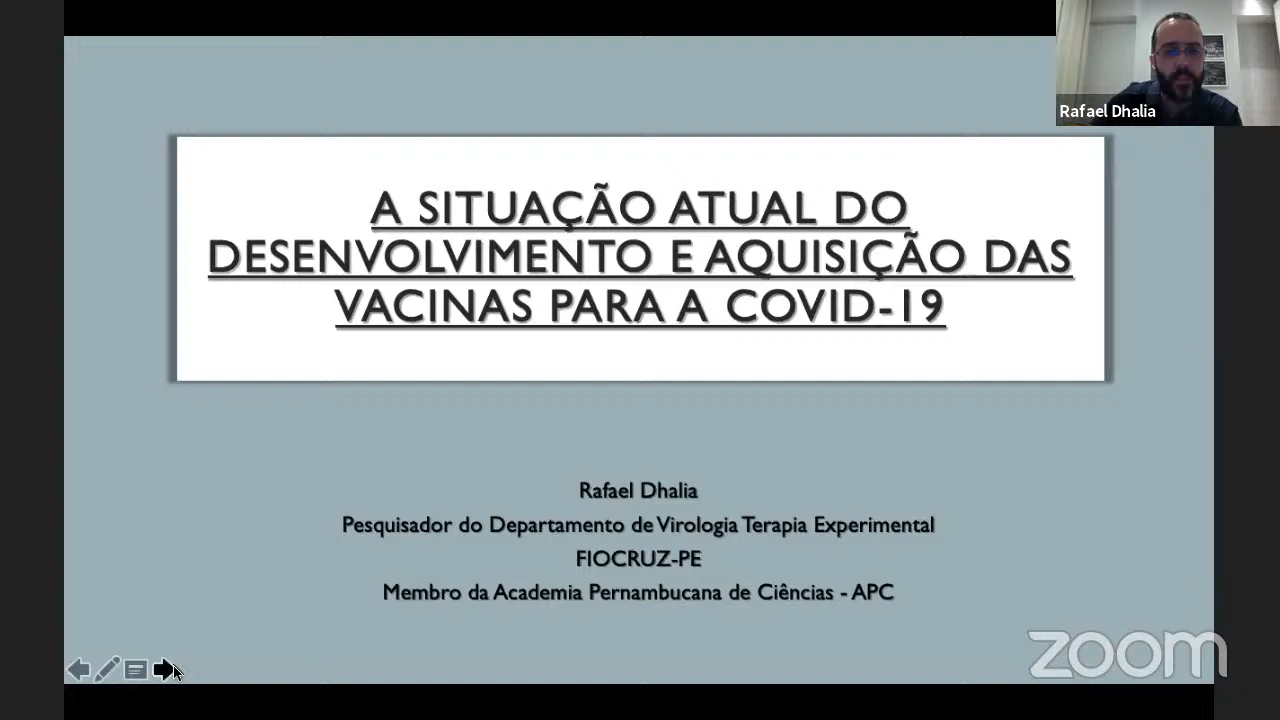 Rafael Dhalia
A SITUAÇÃO ATUAL DO
DESENVOLVIMENTO E AQUISIÇÃO DAS
VACINAS PARA A COVID-19
Rafael Dhalia
Pesquisador do Departamento de Virologia Terapia Experimental
FIOCRUZ-PE
Membro da Academia Pernambucana de Ciências - APC
zoom